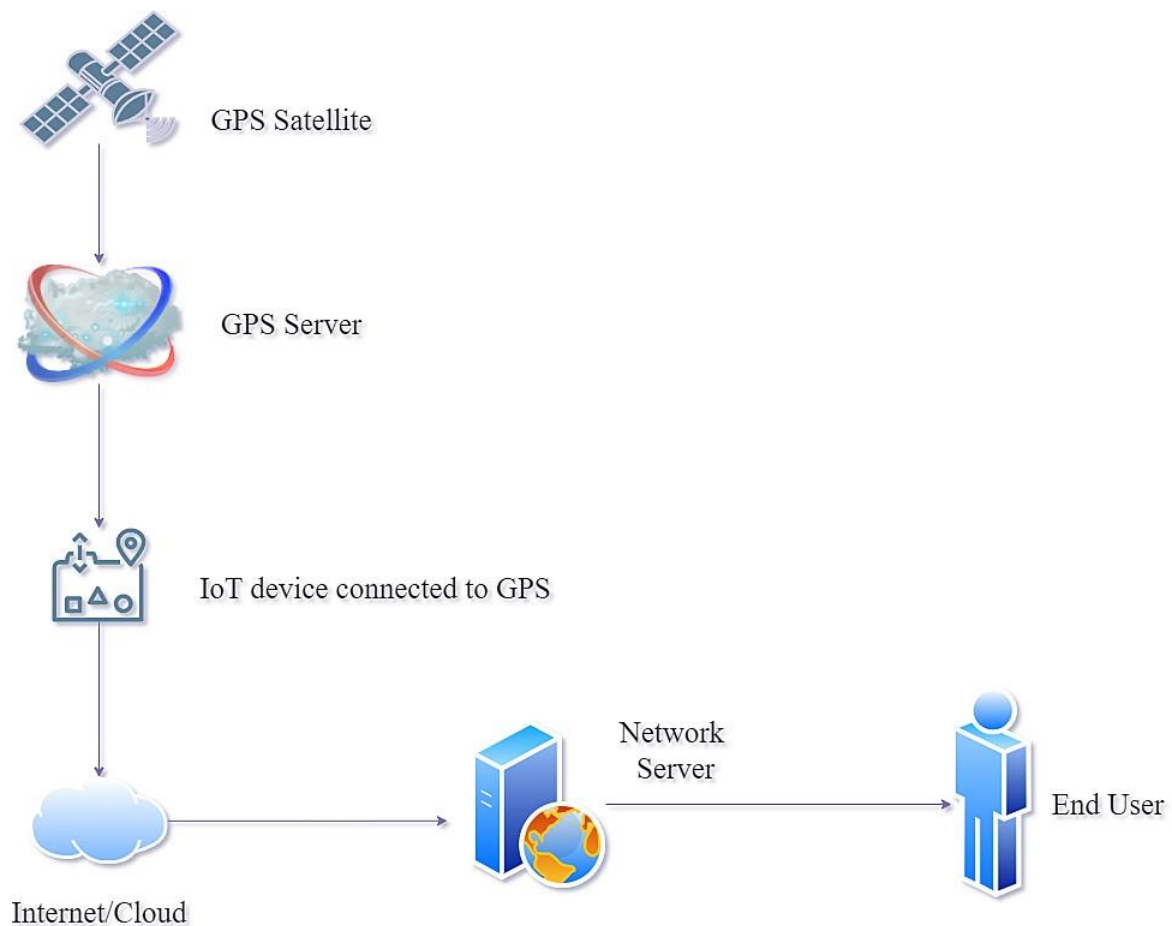 GPS Satellite
GPS Server
IoT device connected to GPS
Network
Server
End User
Internet/Cloud